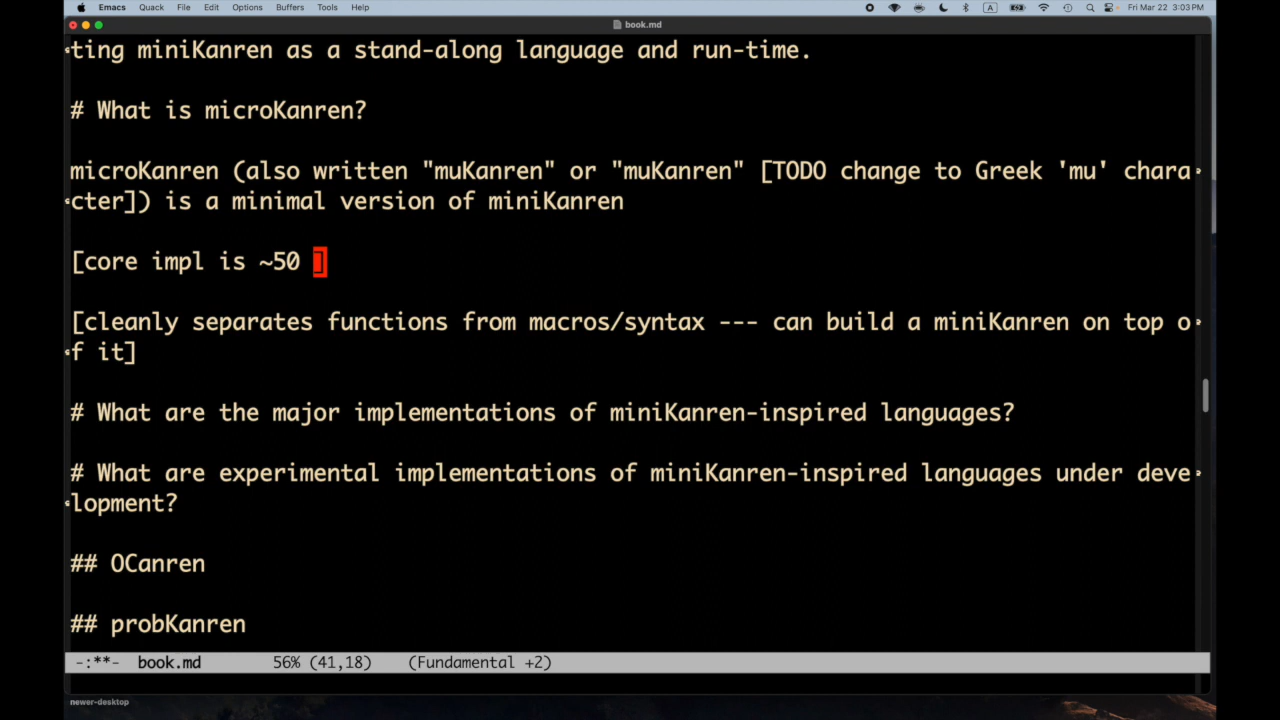 Emacs Quack File Edit Options Buffers Tools Help A Fri Mar 22 3:03 PM
book.md
ting miniKanren as a stand-along language and run-time.
# What is microKanren?
microKanren (also written "muKanren" or "muKanren" [TODO change to Greek 'mu' chara
cter]) is a minimal version of miniKanren
[core impl is ~50 ]
[cleanly separates functions from macros/syntax --- can build a miniKanren on top o
f it]
# What are the major implementations of miniKanren-inspired languages?
# What are experimental implementations of miniKanren-inspired languages under deve
lopment?
## OCanren
## probKanren
-:**- book.md 56% (41,18) (Fundamental +2)
newer-desktop